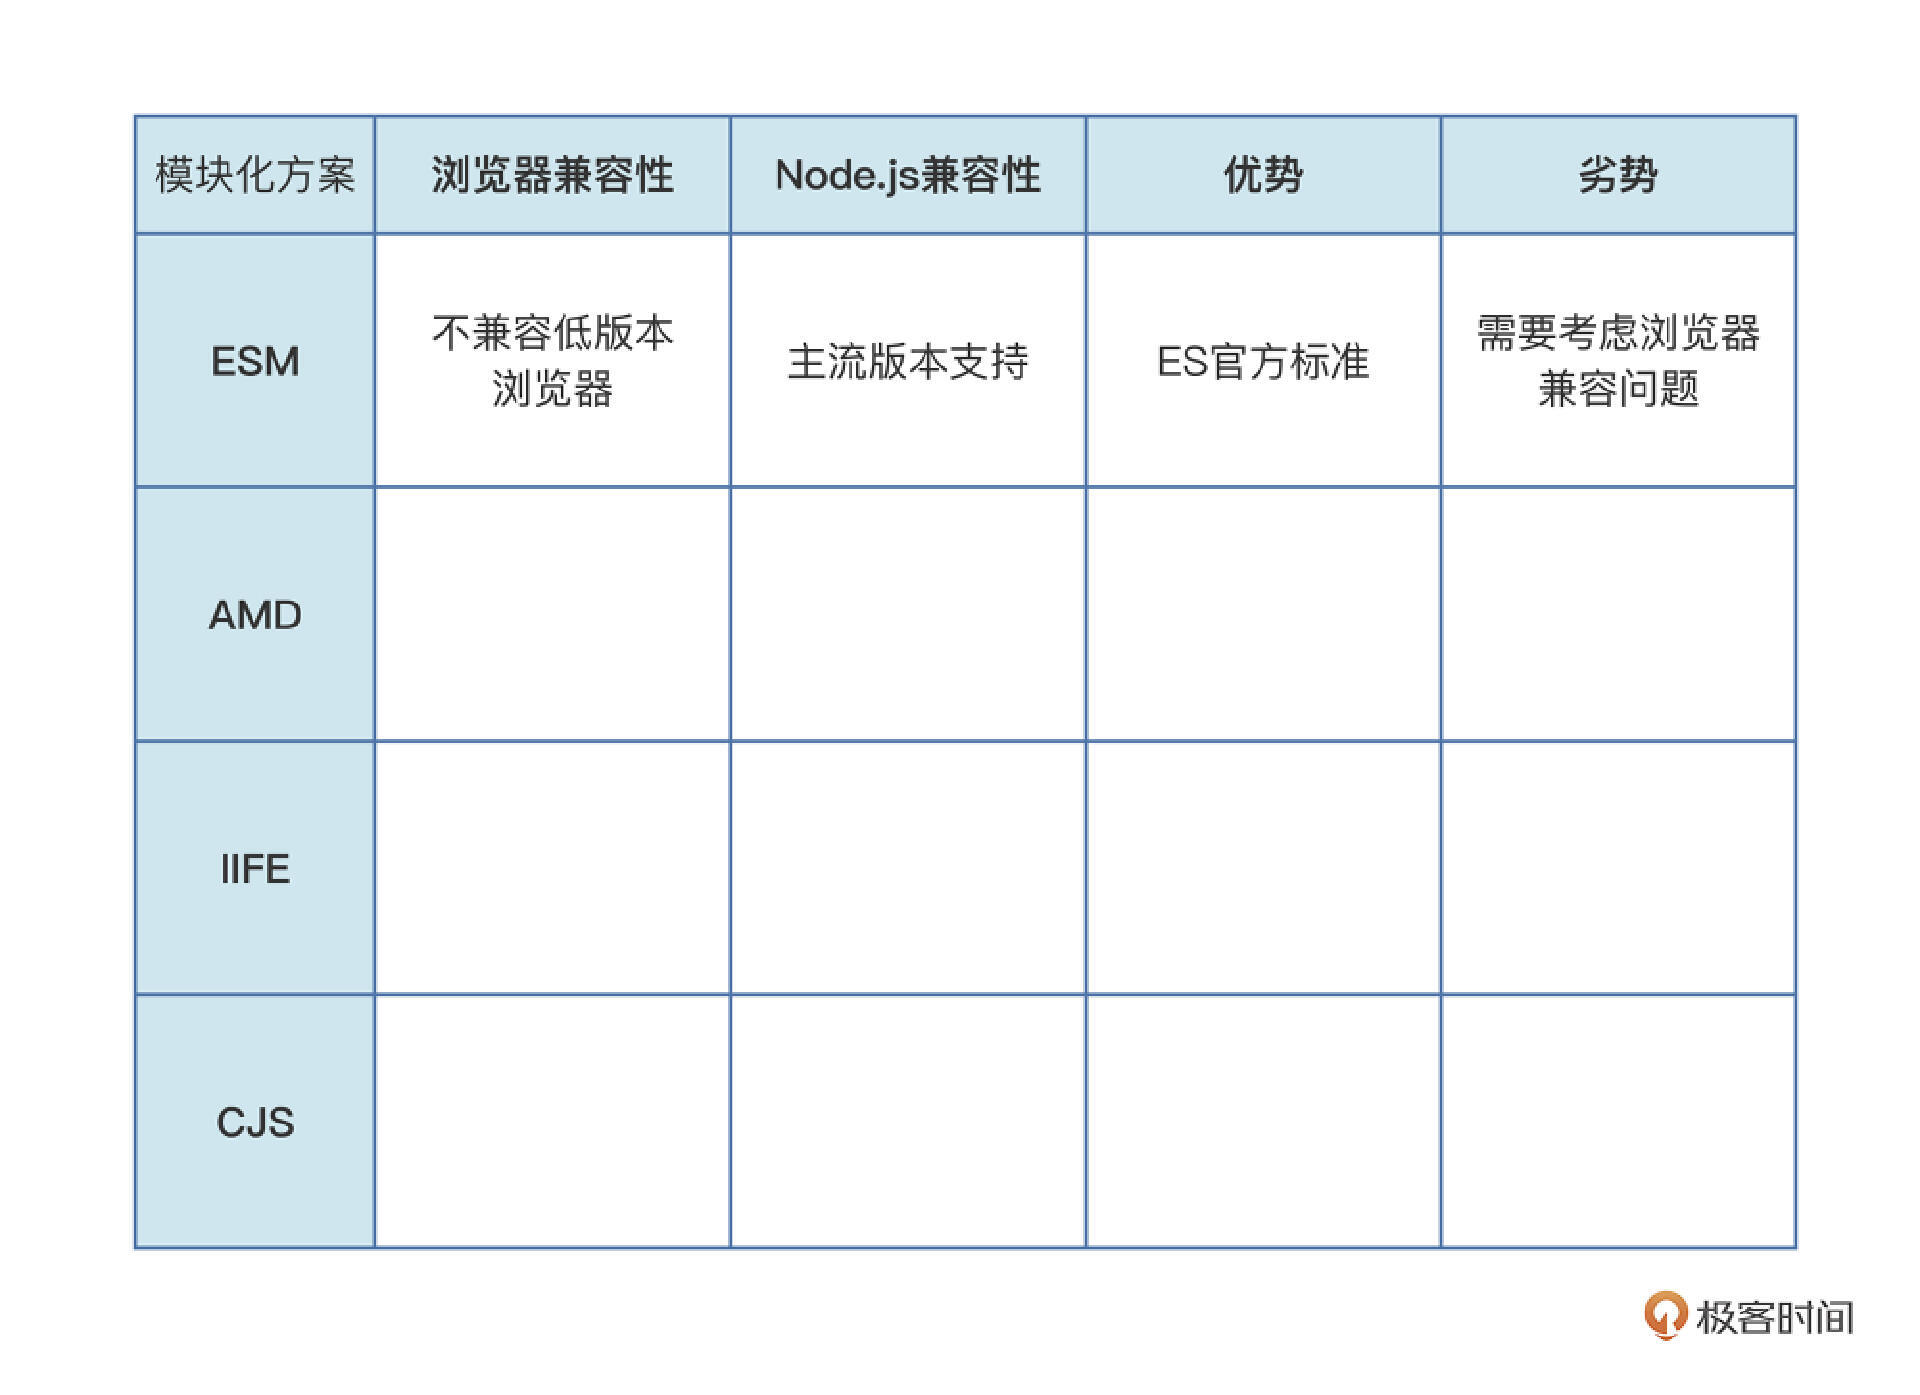 模块化方案
浏览器兼容性
Node.js兼容性
优势
劣势
ESM
不兼容低版本
浏览器
主流版本支持
ES官方标准
需要考虑浏览器
兼容问题
AMD
IIFE
CJS
极客时间